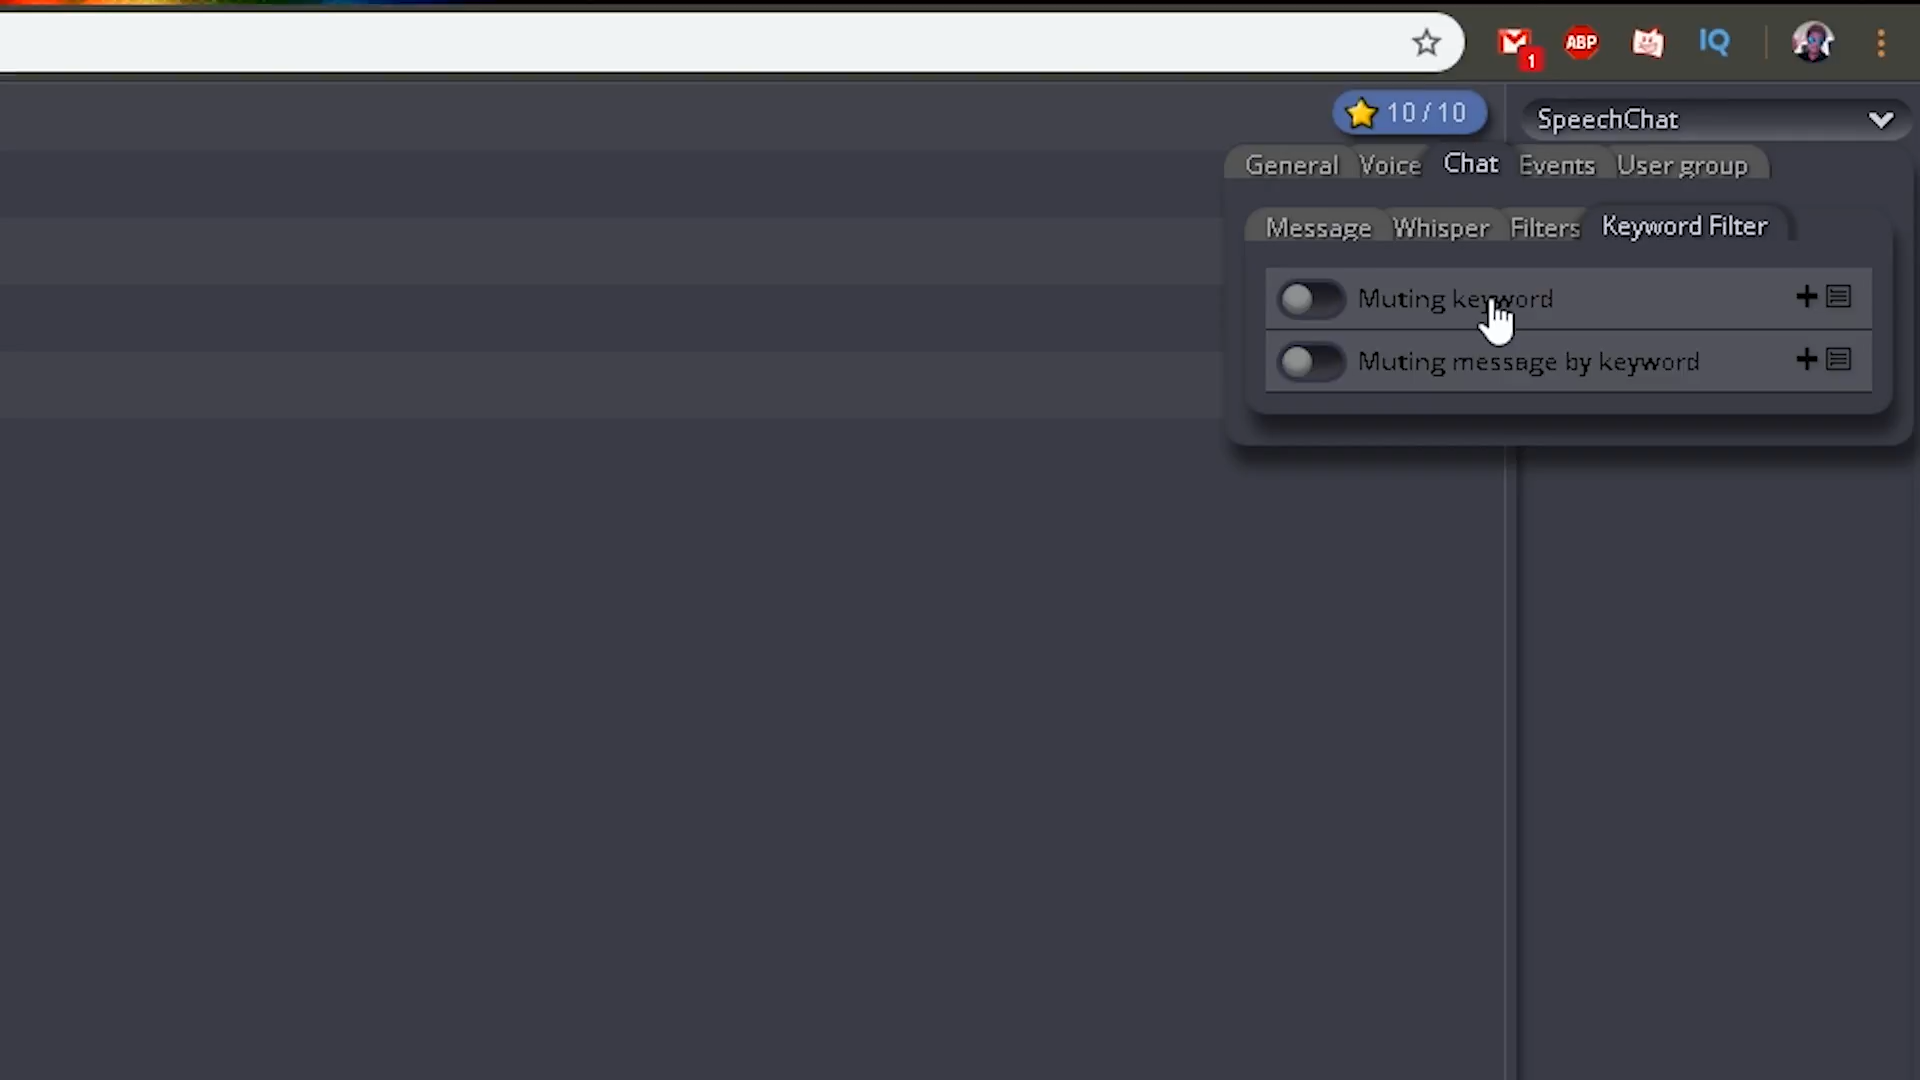 1
ABP
IQ
10 / 10
SpeechChat
General Voice Chat Events User group
Message Whisper Filters Keyword Filter
Muting keyword
Muting message by keyword